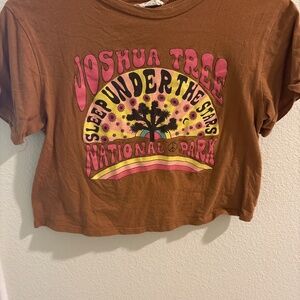 JOSHUA TREE
SLEEP UNDER THE STARS
NATIONAL PARK